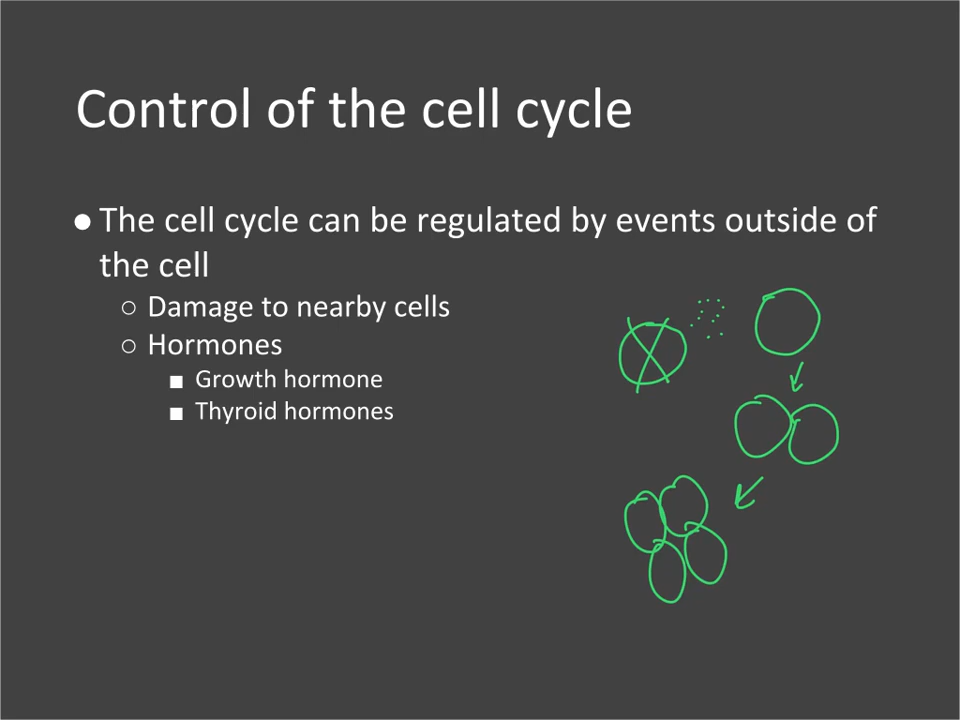 Control of the cell cycle
● The cell cycle can be regulated by events outside of
the cell
○ Damage to nearby cells
○ Hormones
■ Growth hormone
■ Thyroid hormones